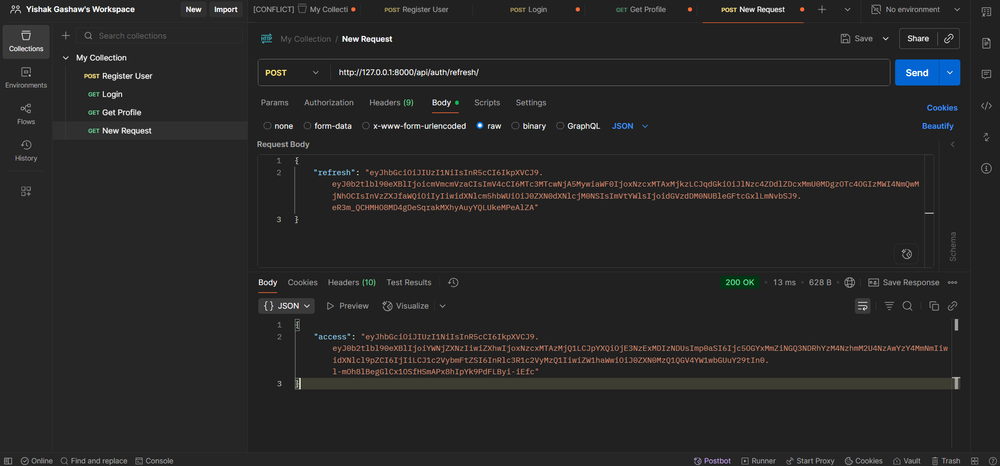 Yishak Gashaw's Workspace
New
Import
[CONFLICT] My Collecti
POST Register User
POST Login
GET Get Profile
POST New Request
No environment
Collections
Environments
Flows
History
Search collections
My Collection
POST Register User
GET Login
GET Get Profile
GET New Request
HTTP My Collection / New Request
Save
Share
POST
http://127.0.0.1:8000/api/auth/refresh/
Send
Params
Authorization
Headers (9)
Body
Scripts
Settings
Cookies
none
form-data
x-www-form-urlencoded
raw
binary
GraphQL
JSON
Beautify
Request Body
1 {
2 "refresh": "eyJhbGciOiJIUzI1NiIsInR5cCI6IkpXVCJ9.
eyJ0b2tlbl90eXBlIjoicmVmcmVzaCIsImV4cCI6MTc3MTcwNjA5MywiaWF0IjoxNzcxMTAxMjkzLCJqdGkiOiJlNzc4ZDdlZDcxMmU0MDgzOTc4OGIzMWI4NmQwM
jNhOCIsInVzZXJfaWQiOiIyIiwidXNlcm5hbWUiOiJ0ZXN0dXNlcjM0NSIsImVtYWlsIjoidGVzdDM0NUBleGFtcGxlLmNvbSJ9.
eR3m_QCHMHO8MD4gDeSqrakMXhyAuyYQLUkeMPeAlZA"
3 }
Schema
Body
Cookies
Headers (10)
Test Results
200 OK
13 ms
628 B
Save Response
{} JSON
Preview
Visualize
1 {
2 "access": "eyJhbGciOiJIUzI1NiIsInR5cCI6IkpXVCJ9.
eyJ0b2tlbl90eXBlIjoiYWNjZXNzIiwiZXhwIjoxNzcxMTAzMjQ1LCJpYXQiOjE3NzExMDIzNDUsImp0aSI6Ijc5OGYxMmZiNGQ3NDRhYzM4NzhmM2U4NzAwYzY4MmNmIiw
idXNlcl9pZCI6IjIiLCJ1c2VybmFtZSI6InRlc3R1c2VyMzQ1IiwiZW1haWwiOiJ0ZXN0MzQ1QGV4YW1wbGUuY29tIn0.
l-mOh8lBegGlCx1OSfHSmAPx8hIpYk9PdFLByi-iEfc"
3 }
Online
Find and replace
Console
Postbot
Runner
Start Proxy
Cookies
Vault
Trash